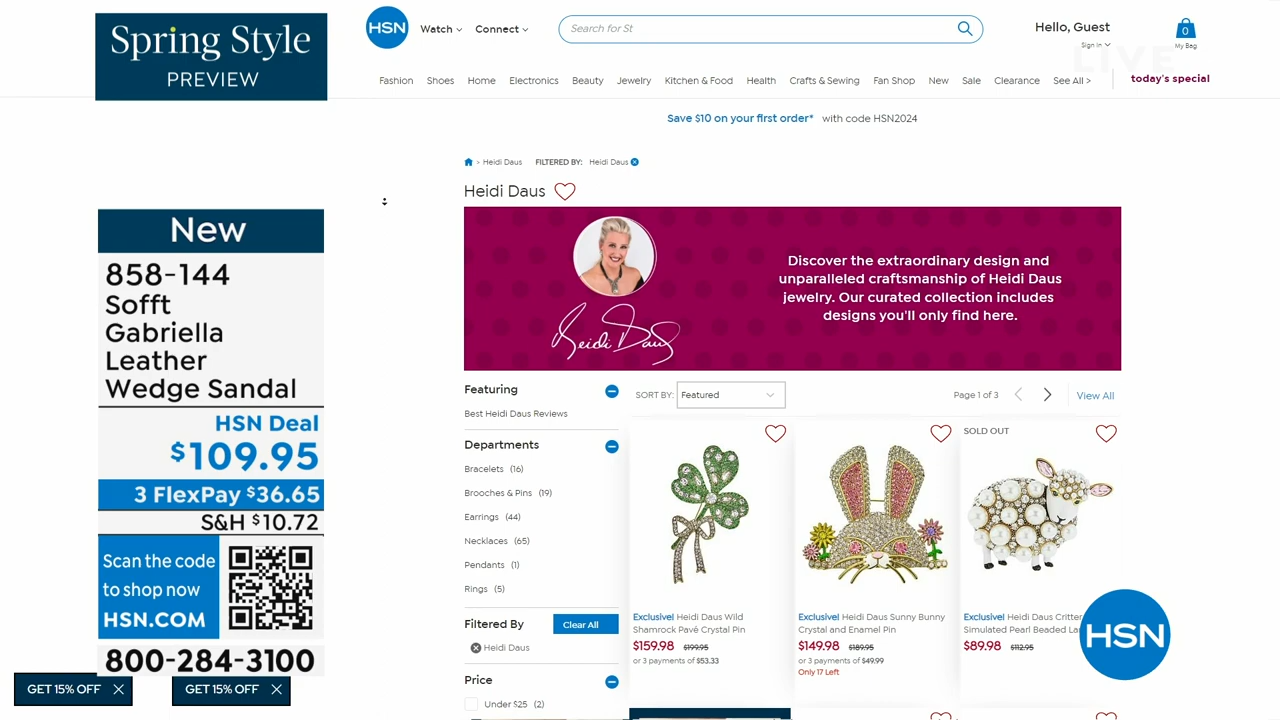 Spring Style
PREVIEW
HSN
Watch
Connect
Search for St
Hello, Guest
Sign In
0
My Bag
LIVE
Fashion
Shoes
Home
Electronics
Beauty
Jewelry
Kitchen & Food
Health
Crafts & Sewing
Fan Shop
New
Sale
Clearance
See All >
today's special
Save $10 on your first order* with code HSN2024
> Heidi Daus
FILTERED BY: Heidi Daus
Heidi Daus
Heidi Daus
Discover the extraordinary design and
unparalleled craftsmanship of Heidi Daus
jewelry. Our curated collection includes
designs you'll only find here.
New
858-144
Sofft
Gabriella
Leather
Wedge Sandal
HSN Deal
$109.95
3 FlexPay $36.65
S&H $10.72
Scan the code
to shop now
HSN.COM
800-284-3100
GET 15% OFF
GET 15% OFF
Featuring
Best Heidi Daus Reviews
Departments
Bracelets (16)
Brooches & Pins (19)
Earrings (44)
Necklaces (65)
Pendants (1)
Rings (5)
Filtered By
Clear All
Heidi Daus
Price
Under $25 (2)
SORT BY: Featured
Page 1 of 3
View All
Exclusive! Heidi Daus Wild
Shamrock Pavé Crystal Pin
$159.98 $199.95
or 3 payments of $53.33
Exclusive! Heidi Daus Sunny Bunny
Crystal and Enamel Pin
$149.98 $189.95
or 3 payments of $49.99
Only 17 Left
SOLD OUT
Exclusive! Heidi Daus Critter
Simulated Pearl Beaded La
$89.98 $112.95
HSN